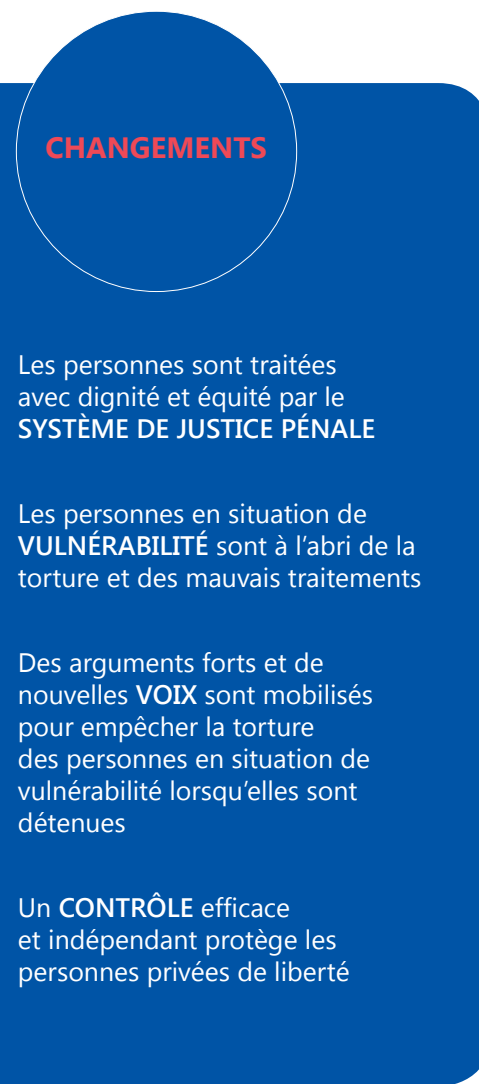 CHANGEMENTS
Les personnes sont traitées
avec dignité et équité par le
SYSTÈME DE JUSTICE PÉNALE
Les personnes en situation de
VULNÉRABILITÉ sont à l’abri de la
torture et des mauvais traitements
Des arguments forts et de
nouvelles VOIX sont mobilisés
pour empêcher la torture
des personnes en situation de
vulnérabilité lorsqu’elles sont
détenues
Un CONTRÔLE efficace
et indépendant protège les
personnes privées de liberté